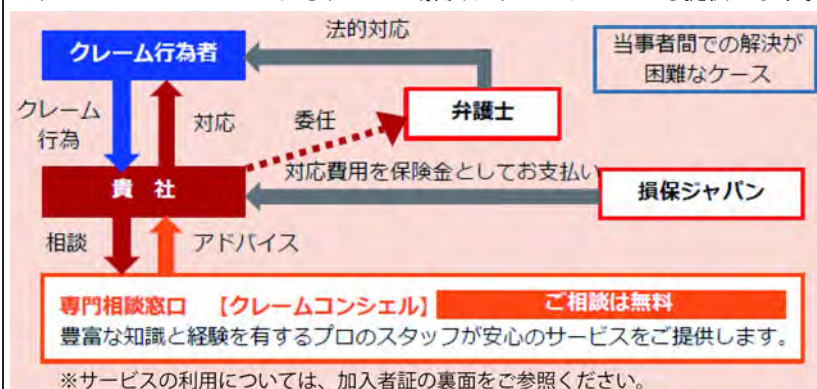 法的対応
クレーム行為者
当事者間での解決が
困難なケース
クレーム
行為
対応
委任
弁護士
対応費用を保険金としてお支払い
貴　社
損保ジャパン
相談
アドバイス
専門相談窓口　【クレームコンシェル】
ご相談は無料
豊富な知識と経験を有するプロのスタッフが安心のサービスをご提供します。
※サービスの利用については、加入者証の裏面をご参照ください。